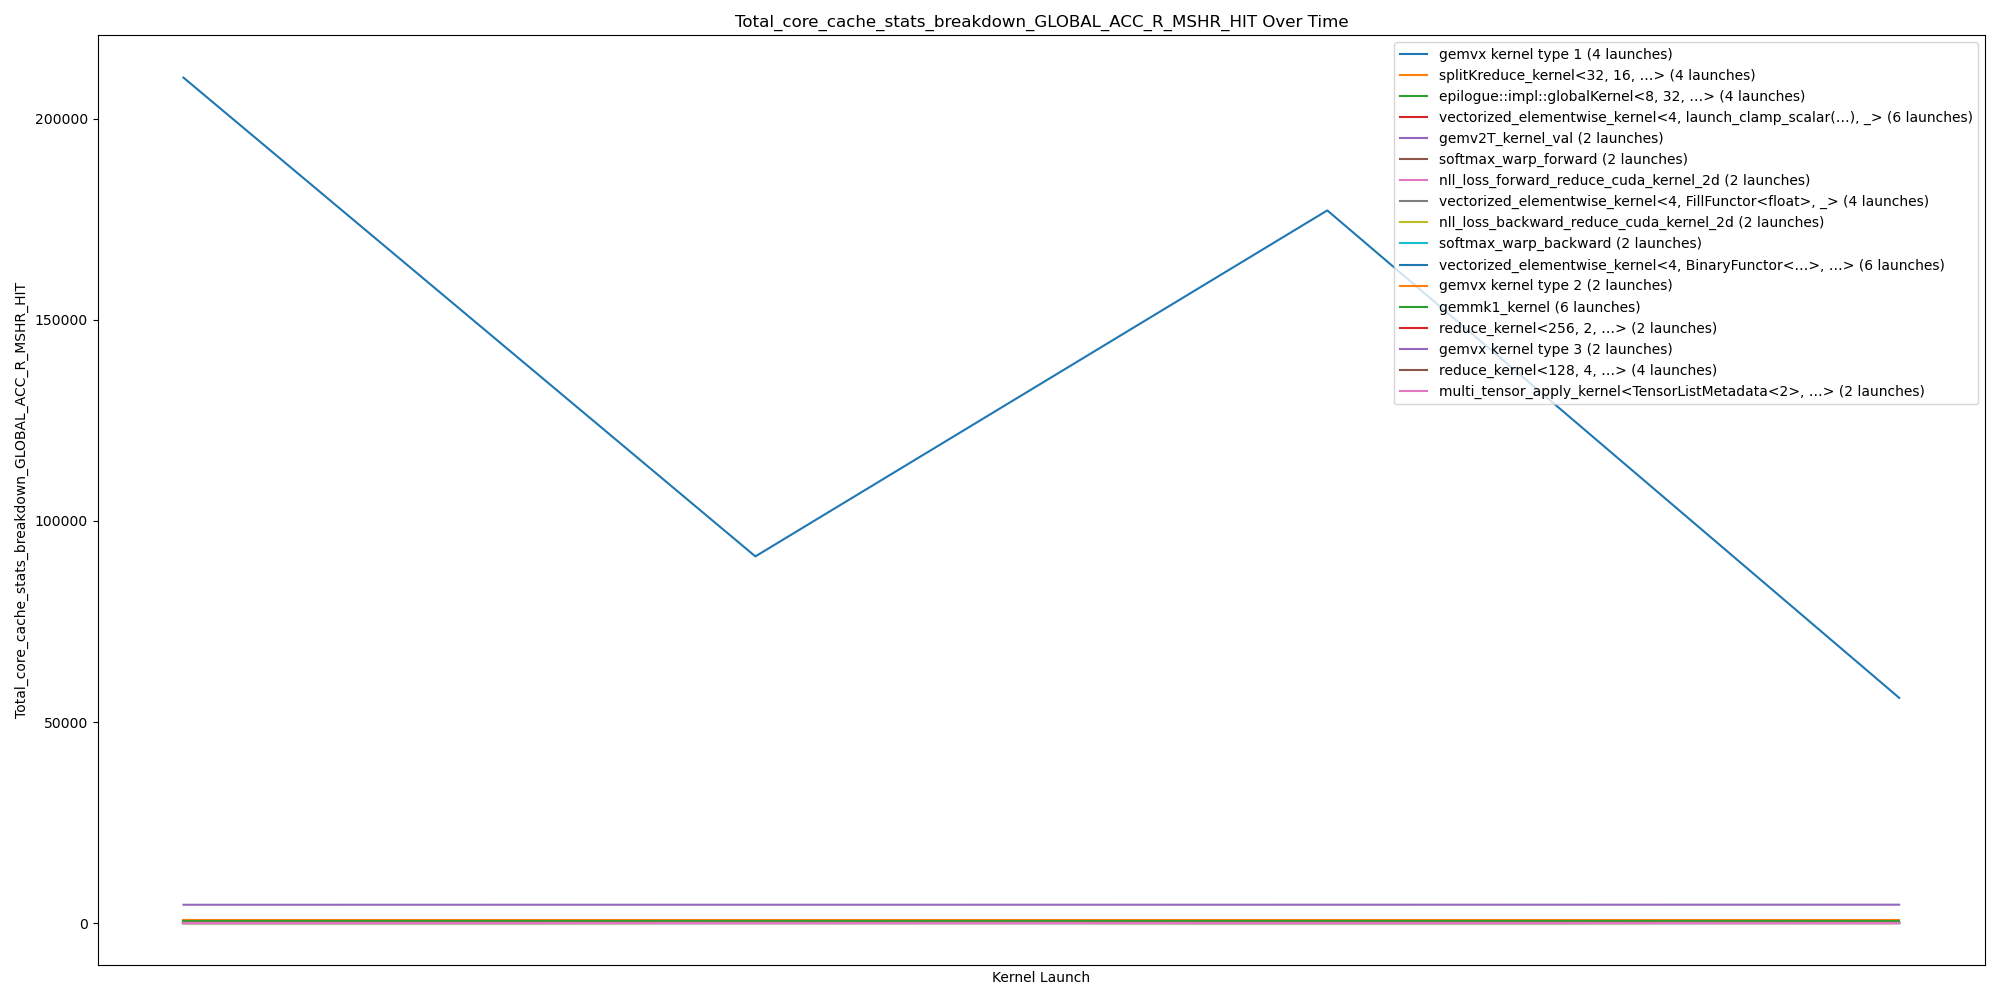 Total_core_cache_stats_breakdown_GLOBAL_ACC_R_MSHR_HIT Over Time
Total_core_cache_stats_breakdown_GLOBAL_ACC_R_MSHR_HIT
200000
150000
100000
50000
0
Kernel Launch
gemvx kernel type 1 (4 launches)
splitKreduce_kernel<32, 16, ...> (4 launches)
epilogue::impl::globalKernel<8, 32, ...> (4 launches)
vectorized_elementwise_kernel<4, launch_clamp_scalar(...), _> (6 launches)
gemv2T_kernel_val (2 launches)
softmax_warp_forward (2 launches)
nll_loss_forward_reduce_cuda_kernel_2d (2 launches)
vectorized_elementwise_kernel<4, FillFunctor<float>, _> (4 launches)
nll_loss_backward_reduce_cuda_kernel_2d (2 launches)
softmax_warp_backward (2 launches)
vectorized_elementwise_kernel<4, BinaryFunctor<...>, ...> (6 launches)
gemvx kernel type 2 (2 launches)
gemmk1_kernel (6 launches)
reduce_kernel<256, 2, ...> (2 launches)
gemvx kernel type 3 (2 launches)
reduce_kernel<128, 4, ...> (4 launches)
multi_tensor_apply_kernel<TensorListMetadata<2>, ...> (2 launches)